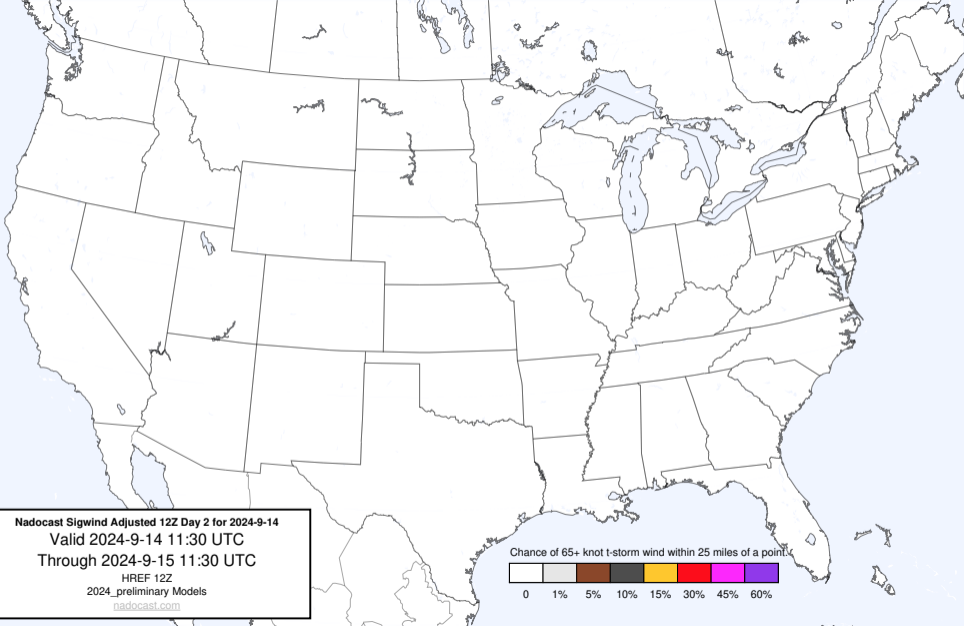 Nadocast Sigwind Adjusted 12Z Day 2 for 2024-9-14
Valid 2024-9-14 11:30 UTC
Through 2024-9-15 11:30 UTC
HREF 12Z
2024_preliminary Models
nadocast.com
Chance of 65+ knot t-storm wind within 25 miles of a point.
0 1% 5% 10% 15% 30% 45% 60%